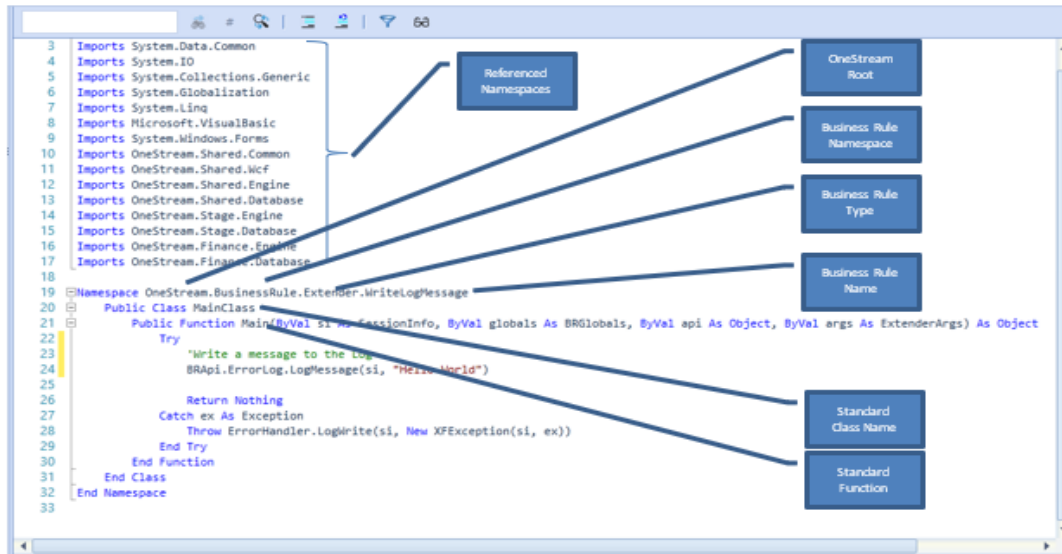 3 Imports System.Data.Common
4 Imports System.IO
5 Imports System.Collections.Generic
6 Imports System.Globalization
7 Imports System.Linq
8 Imports Microsoft.VisualBasic
9 Imports System.Windows.Forms
10 Imports OneStream.Shared.Common
11 Imports OneStream.Shared.Wcf
12 Imports OneStream.Shared.Engine
13 Imports OneStream.Shared.Database
14 Imports OneStream.Stage.Engine
15 Imports OneStream.Stage.Database
16 Imports OneStream.Finance.Engine
17 Imports OneStream.Finance.Database
18
19 Namespace OneStream.BusinessRule.Extender.WriteLogMessage
20 Public Class MainClass
21 Public Function Main(ByVal si As SessionInfo, ByVal globals As BRGlobals, ByVal api As Object, ByVal args As ExtenderArgs) As Object
22 Try
23 'Write a message to the Log
24 BRApi.ErrorLog.LogMessage(si, "Hello World")
25
26 Return Nothing
27 Catch ex As Exception
28 Throw ErrorHandler.LogWrite(si, New XFException(si, ex))
29 End Try
30 End Function
31 End Class
32 End Namespace
33
Referenced
Namespaces
OneStream
Root
Business Rule
Namespace
Business Rule
Type
Business Rule
Name
Standard
Class Name
Standard
Function